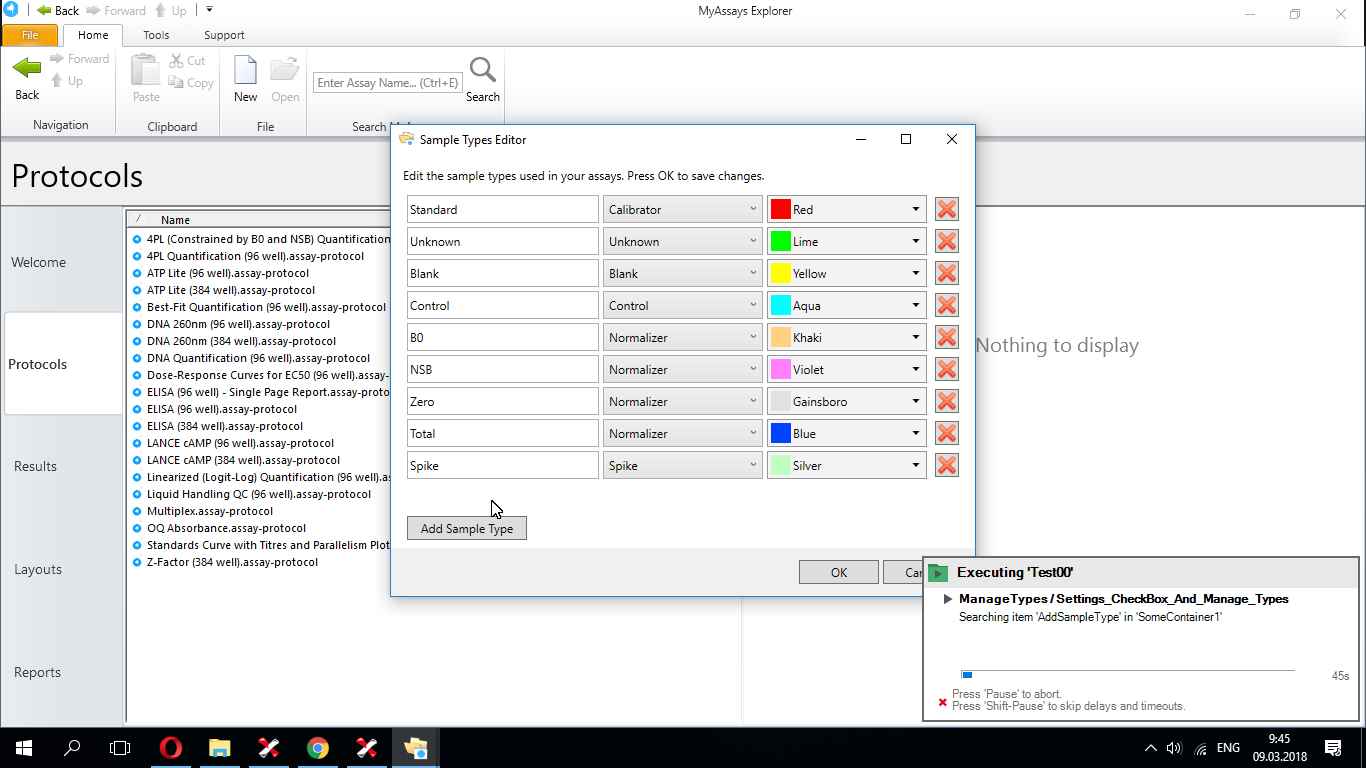 Back Forward Up
MyAssays Explorer
File Home Tools Support
Forward
Up
Back
Navigation
Cut
Copy
Paste
Clipboard
New Open
File
Enter Assay Name... (Ctrl+E)
Search
Search
Protocols
Welcome
Protocols
Results
Layouts
Reports
Name
4PL (Constrained by B0 and NSB) Quantification
4PL Quantification (96 well).assay-protocol
ATP Lite (96 well).assay-protocol
ATP Lite (384 well).assay-protocol
Best-Fit Quantification (96 well).assay-protocol
DNA 260nm (96 well).assay-protocol
DNA 260nm (384 well).assay-protocol
DNA Quantification (96 well).assay-protocol
Dose-Response Curves for EC50 (96 well).assay-
ELISA (96 well) - Single Page Report.assay-proto
ELISA (96 well).assay-protocol
ELISA (384 well).assay-protocol
LANCE cAMP (96 well).assay-protocol
LANCE cAMP (384 well).assay-protocol
Linearized (Logit-Log) Quantification (96 well).as
Liquid Handling QC (96 well).assay-protocol
Multiplex.assay-protocol
OQ Absorbance.assay-protocol
Standards Curve with Titres and Parallelism Plot
Z-Factor (384 well).assay-protocol
Nothing to display
Sample Types Editor
Edit the sample types used in your assays. Press OK to save changes.
Standard Calibrator Red
Unknown Unknown Lime
Blank Blank Yellow
Control Control Aqua
B0 Normalizer Khaki
NSB Normalizer Violet
Zero Normalizer Gainsboro
Total Normalizer Blue
Spike Spike Silver
Add Sample Type
OK Can
Executing 'Test00'
ManageTypes / Settings_CheckBox_And_Manage_Types
Searching item 'AddSampleType' in 'SomeContainer1'
45s
Press 'Pause' to abort.
Press 'Shift-Pause' to skip delays and timeouts.
ENG
9:45
09.03.2018